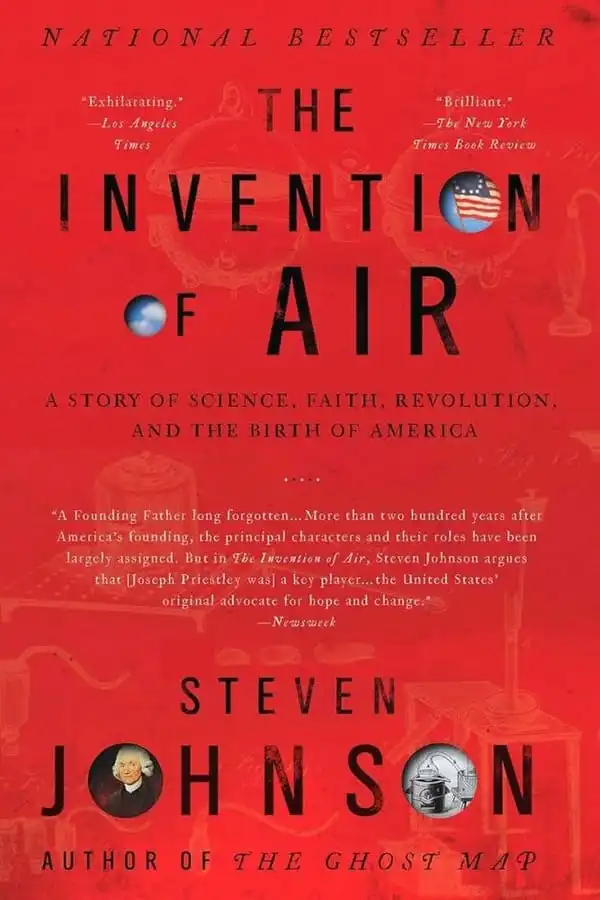 NATIONAL BESTSELLER
"Exhilarating."
—Los Angeles
Times
"Brilliant."
—The New York
Times Book Review
THE
INVENTION
OF AIR
A STORY OF SCIENCE, FAITH, REVOLUTION,
AND THE BIRTH OF AMERICA
"A Founding Father long forgotten...More than two hundred years after
America's founding, the principal characters and their roles have been
largely assigned. But in The Invention of Air, Steven Johnson argues
that [Joseph Priestley was] a key player...the United States'
original advocate for hope and change."
—Newsweek
STEVEN
JOHNSON
AUTHOR OF THE GHOST MAP